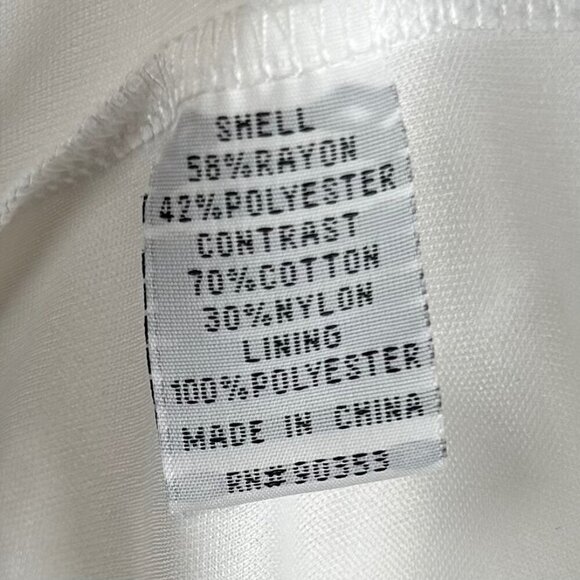 SHELL
58%RAYON
42%POLYESTER
CONTRAST
70%COTTON
30%NYLON
LINING
100%POLYESTER
MADE IN CHINA
RN#90353